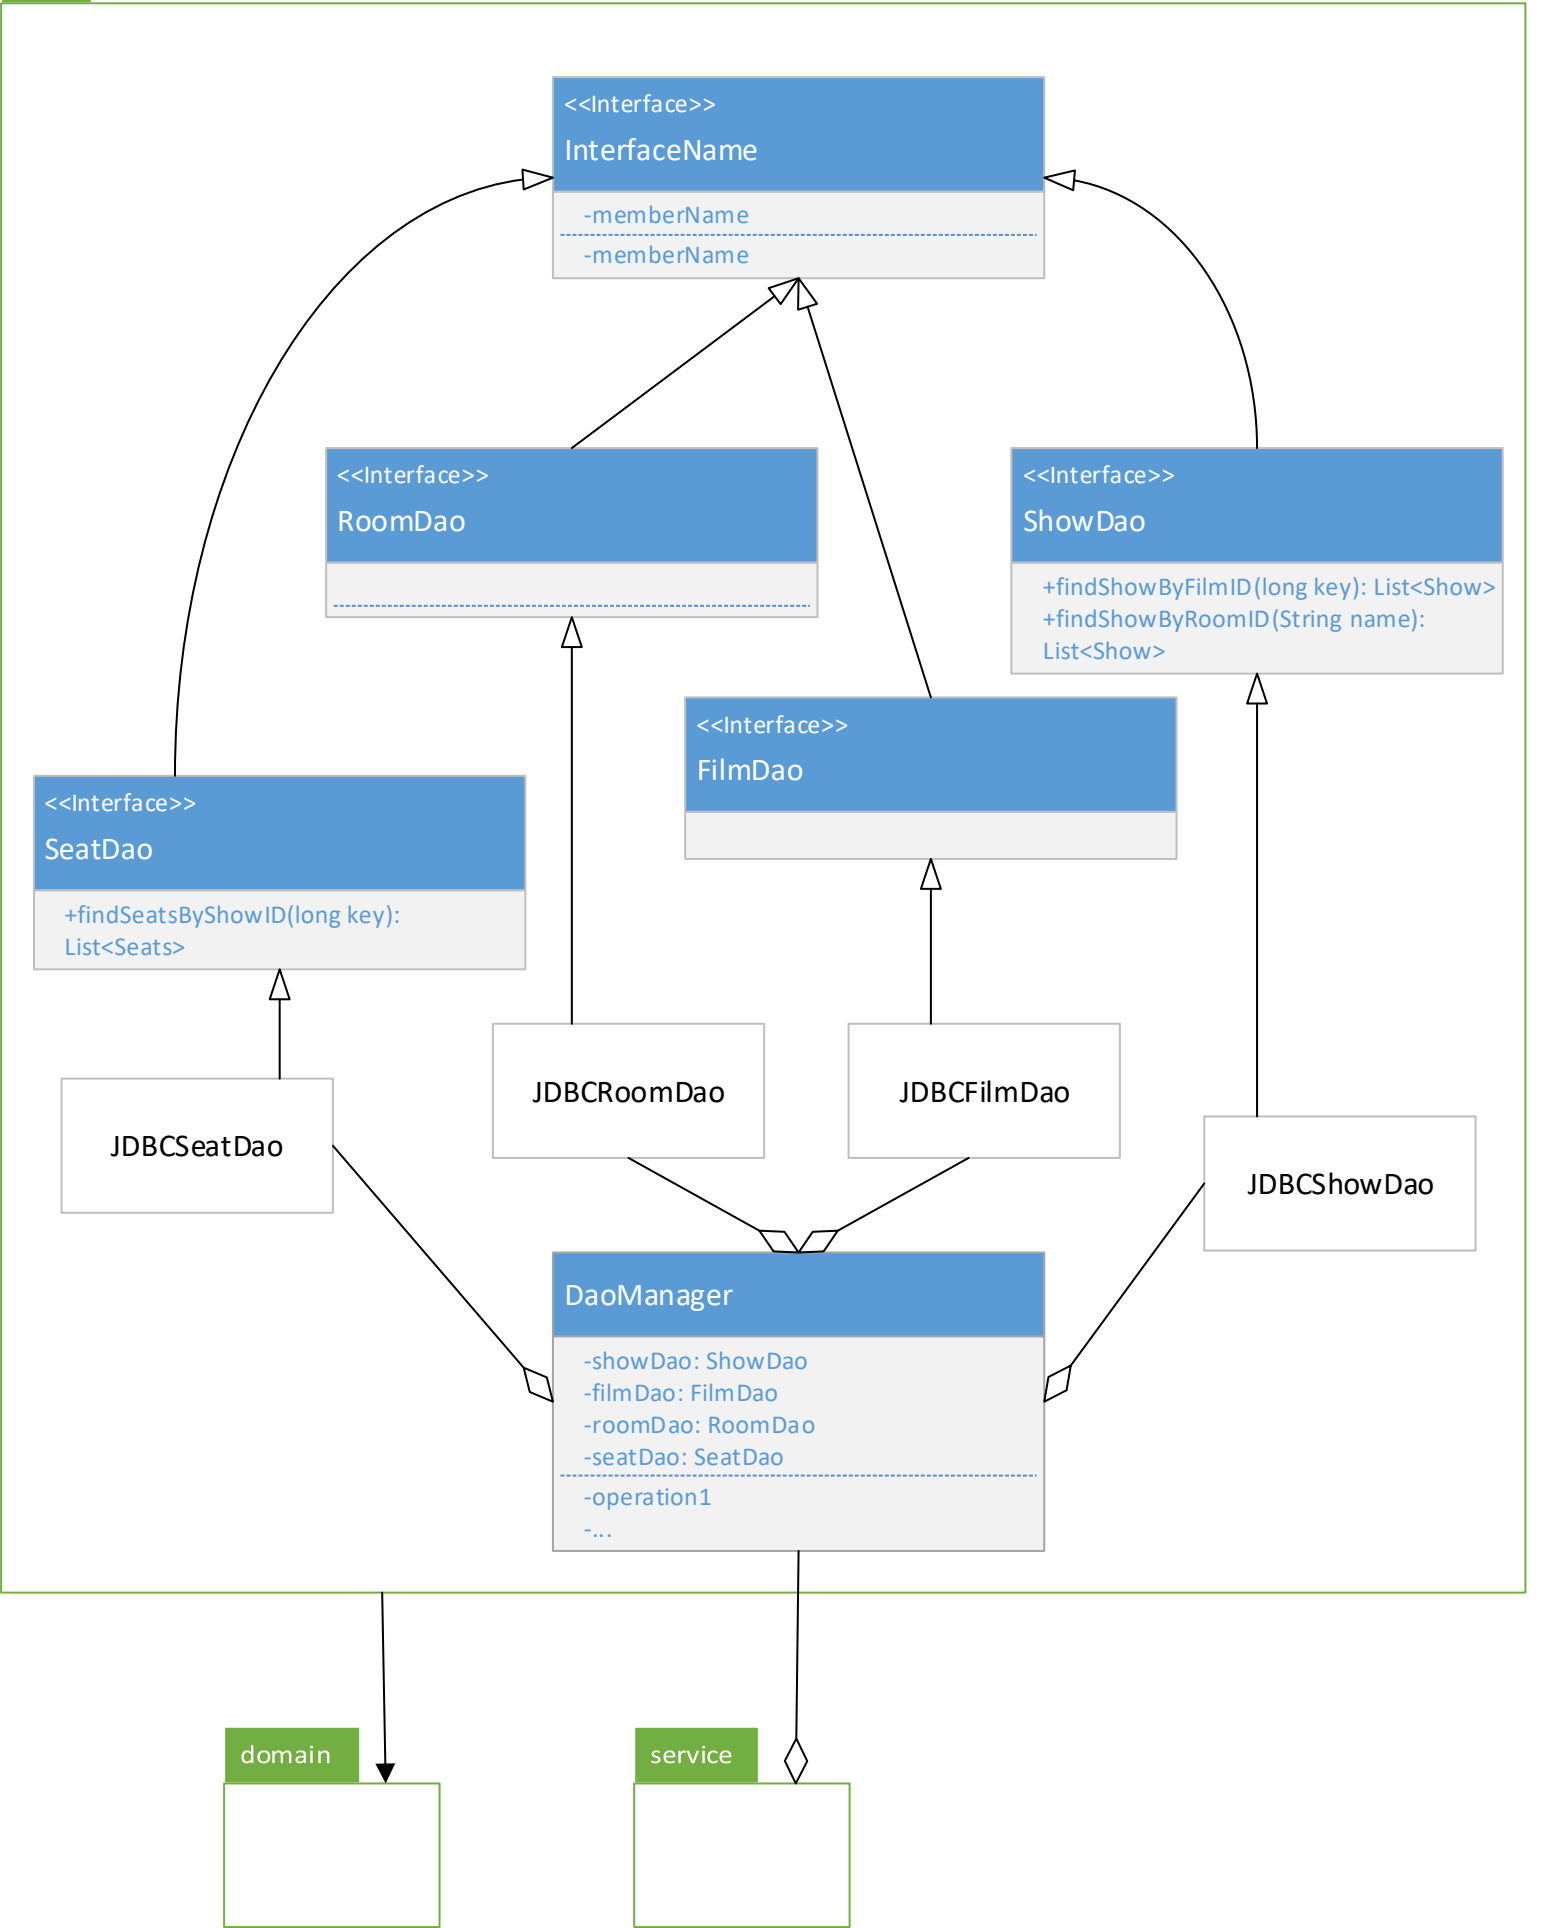 <<Interface>>
InterfaceName
-memberName
-memberName
<<Interface>>
RoomDao
<<Interface>>
ShowDao
+findShowByFilmID(long key): List<Show>
+findShowByRoomID(String name):
List<Show>
<<Interface>>
FilmDao
<<Interface>>
SeatDao
+findSeatsByShowID(long key):
List<Seats>
JDBCRoomDao
JDBCFilmDao
JDBCSeatDao
JDBCShowDao
DaoManager
-showDao: ShowDao
-filmDao: FilmDao
-roomDao: RoomDao
-seatDao: SeatDao
-operation1
-...
domain
service